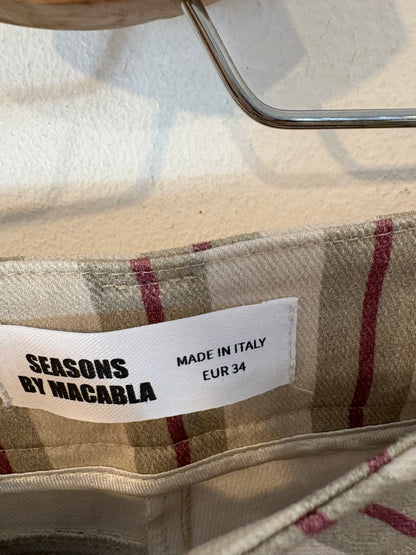 SEASONS
BY MACABLA
MADE IN ITALY
EUR 34